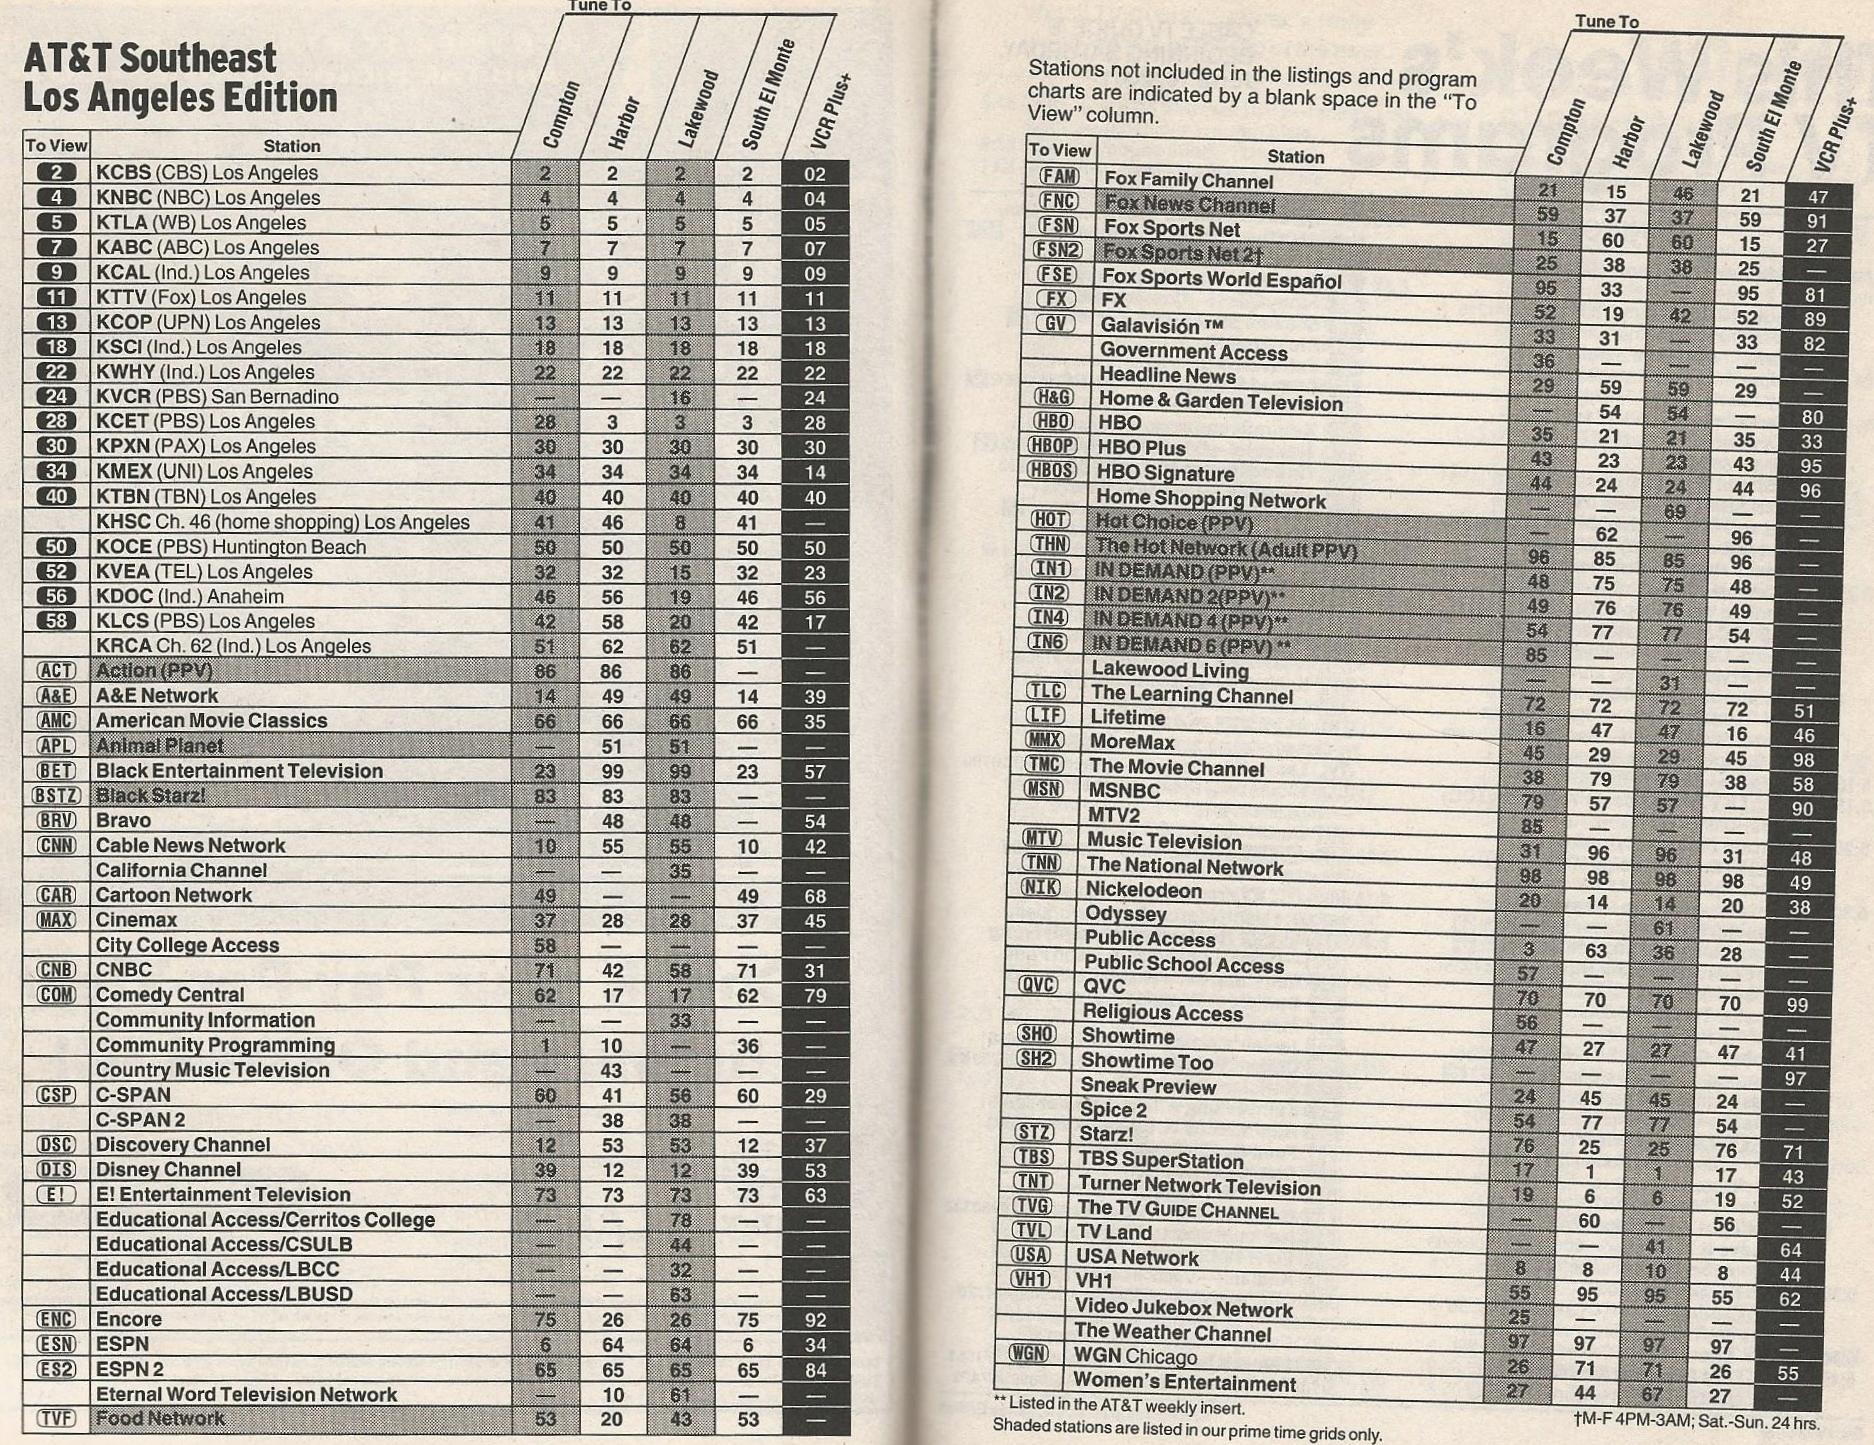 Tune To
AT&T Southeast
Los Angeles Edition
To View Station Compton Harbor Lakewood South El Monte VCR Plus+
2 KCBS (CBS) Los Angeles 2 2 2 2 02
4 KNBC (NBC) Los Angeles 4 4 4 4 04
5 KTLA (WB) Los Angeles 5 5 5 5 05
7 KABC (ABC) Los Angeles 7 7 7 7 07
9 KCAL (Ind.) Los Angeles 9 9 9 9 09
11 KTTV (Fox) Los Angeles 11 11 11 11 11
13 KCOP (UPN) Los Angeles 13 13 13 13 13
18 KSCI (Ind.) Los Angeles 18 18 18 18 18
22 KWHY (Ind.) Los Angeles 22 22 22 22 22
24 KVCR (PBS) San Bernadino — — 16 — 24
28 KCET (PBS) Los Angeles 28 3 3 3 28
30 KPXN (PAX) Los Angeles 30 30 30 30 30
34 KMEX (UNI) Los Angeles 34 34 34 34 14
40 KTBN (TBN) Los Angeles 40 40 40 40 40
KHSC Ch. 46 (home shopping) Los Angeles 41 46 8 41 —
50 KOCE (PBS) Huntington Beach 50 50 50 50 50
52 KVEA (TEL) Los Angeles 32 32 15 32 23
56 KDOC (Ind.) Anaheim 46 56 19 46 56
58 KLCS (PBS) Los Angeles 42 58 20 42 17
KRCA Ch. 62 (Ind.) Los Angeles 51 62 62 51 —
ACT Action (PPV) 86 86 86 — —
A&E A&E Network 14 49 49 14 39
AMC American Movie Classics 66 66 66 66 35
APL Animal Planet — 51 51 — —
BET Black Entertainment Television 23 99 99 23 57
BSTZ Black Starz! 83 83 83 — —
BRV Bravo — 48 48 — 54
CNN Cable News Network 10 55 55 10 42
California Channel — — 35 — —
CAR Cartoon Network 49 — — 49 68
MAX Cinemax 37 28 28 37 45
City College Access 58 — — — —
CNB CNBC 71 42 58 71 31
COM Comedy Central 62 17 17 62 79
Community Information — — 33 — —
Community Programming 1 10 — 36 —
Country Music Television — 43 — — —
CSP C-SPAN 60 41 56 60 29
C-SPAN 2 — 38 38 — —
DSC Discovery Channel 12 53 53 12 37
DIS Disney Channel 39 12 12 39 53
E! E! Entertainment Television 73 73 73 73 63
Educational Access/Cerritos College — — 78 — —
Educational Access/CSULB — — 44 — —
Educational Access/LBCC — — 32 — —
Educational Access/LBUSD — — 63 — —
ENC Encore 75 26 26 75 92
ESN ESPN 6 64 64 6 34
ES2 ESPN 2 65 65 65 65 84
Eternal Word Television Network — 10 61 — —
TVF Food Network 53 20 43 53 —
Tune To
Stations not included in the listings and program
charts are indicated by a blank space in the “To
View” column.
To View Station Compton Harbor Lakewood South El Monte VCR Plus+
FAM Fox Family Channel 21 15 46 21 47
FNC Fox News Channel 59 37 37 59 91
FSN Fox Sports Net 15 60 60 15 27
FSN2 Fox Sports Net 2† 25 38 38 25 —
FSE Fox Sports World Español 95 33 — 95 81
FX FX 52 19 42 52 89
GV Galavisión ™ 33 31 — 33 82
Government Access 36 — — — —
Headline News 29 59 59 29 —
H&G Home & Garden Television — 54 54 — 80
HBO HBO 35 21 21 35 33
HBOP HBO Plus 43 23 23 43 95
HBOS HBO Signature 44 24 24 44 96
Home Shopping Network — — 69 — —
HOT Hot Choice (PPV) — 62 — 96 —
THN The Hot Network (Adult PPV) 96 85 85 96 —
IN1 IN DEMAND (PPV)** 48 75 75 48 —
IN2 IN DEMAND 2(PPV)** 49 76 76 49 —
IN4 IN DEMAND 4 (PPV)** 54 77 77 54 —
IN6 IN DEMAND 6 (PPV) ** 85 — — — —
Lakewood Living — — 31 — —
TLC The Learning Channel 72 72 72 72 51
LIF Lifetime 16 47 47 16 46
MMX MoreMax 45 29 29 45 98
TMC The Movie Channel 38 79 79 38 58
MSN MSNBC 79 57 57 — 90
MTV2 85 — — — —
MTV Music Television 31 96 96 31 48
TNN The National Network 98 98 98 98 49
NIK Nickelodeon 20 14 14 20 38
Odyssey — — 61 — —
Public Access 3 63 36 28 —
Public School Access 57 — — — —
QVC QVC 70 70 70 70 99
Religious Access 56 — — — —
SHO Showtime 47 27 27 47 41
SH2 Showtime Too — — — — 97
Sneak Preview 24 45 45 24 —
Spice 2 54 77 77 54 —
STZ Starz! 76 25 25 76 71
TBS TBS SuperStation 17 1 1 17 43
TNT Turner Network Television 19 6 6 19 52
TVG The TV GUIDE CHANNEL — 60 — 56 —
TVL TV Land — — 41 — 64
USA USA Network 8 8 10 8 44
VH1 VH1 55 95 95 55 62
Video Jukebox Network 25 — — — —
The Weather Channel 97 97 97 97 —
WGN WGN Chicago 26 71 71 26 55
Women's Entertainment 27 44 67 27 —
** Listed in the AT&T weekly insert.
Shaded stations are listed in our prime time grids only.
†M-F 4PM-3AM; Sat.-Sun. 24 hrs.